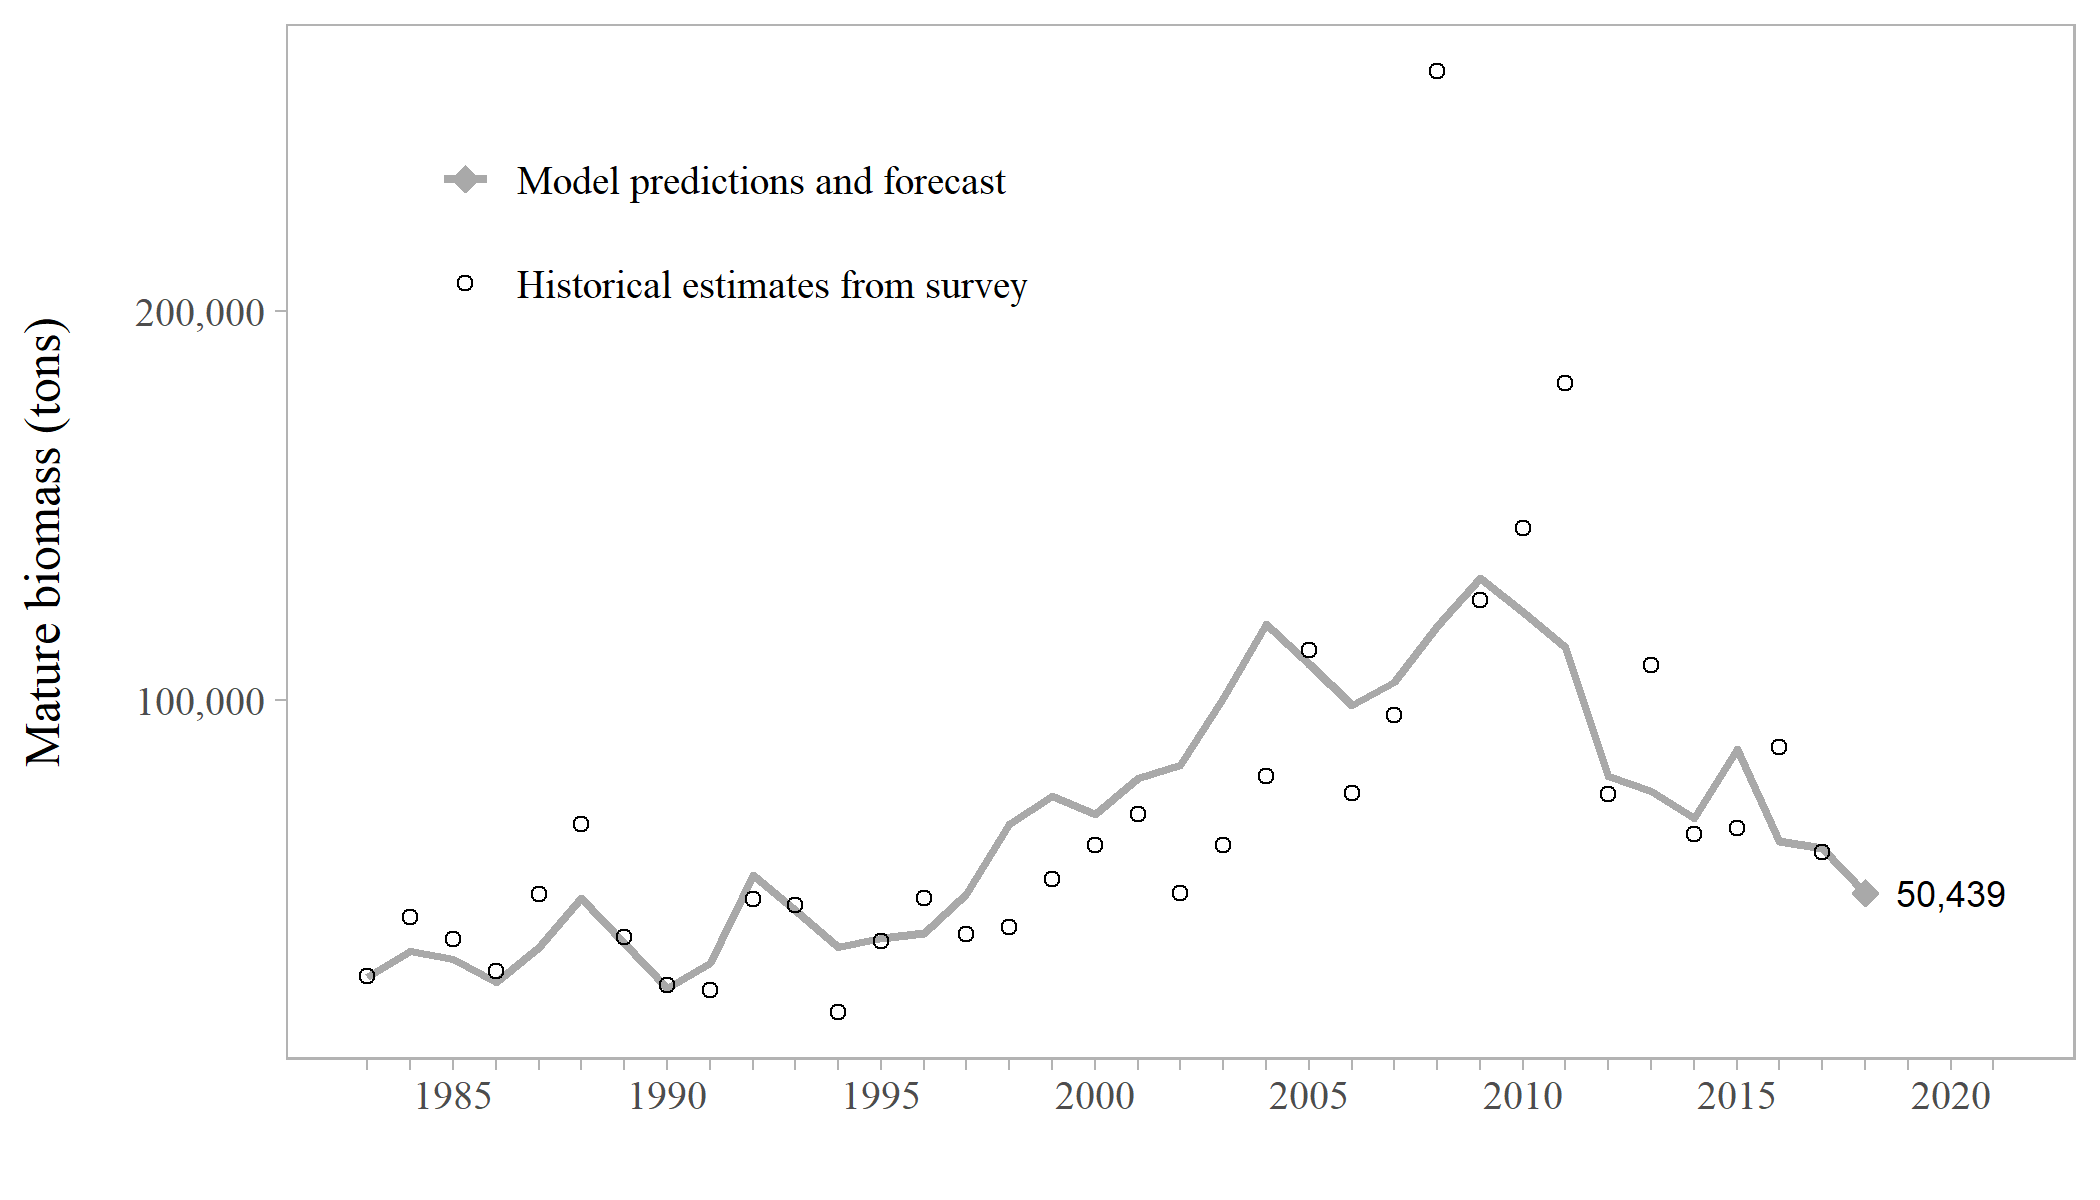 Model predictions and forecast
Historical estimates from survey
Mature biomass (tons)
200,000
100,000
50,439
1985 1990 1995 2000 2005 2010 2015 2020